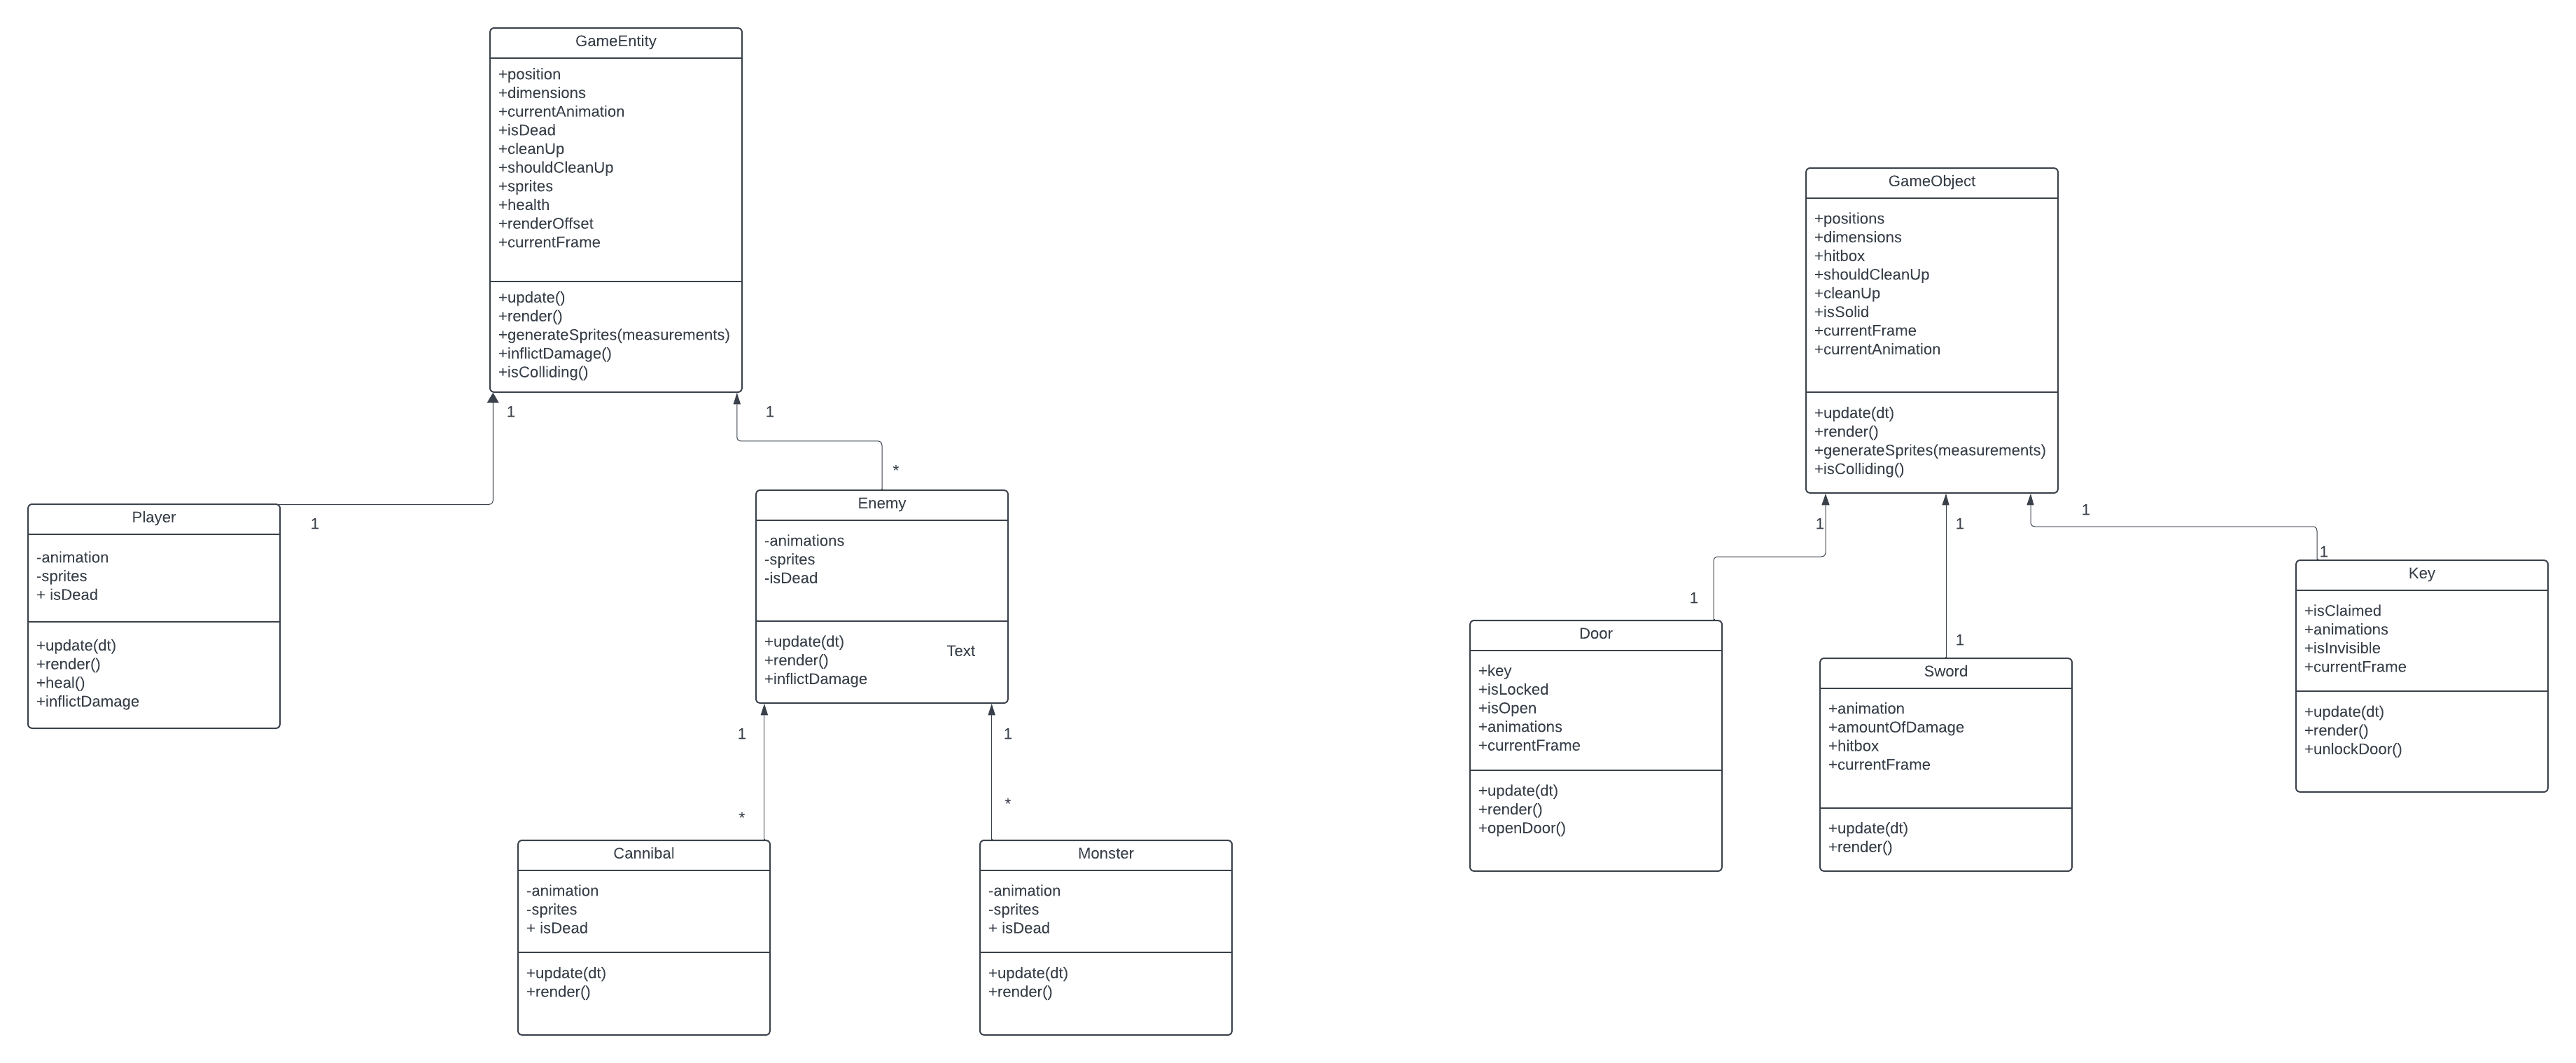 GameEntity
+position
+dimensions
+currentAnimation
+isDead
+cleanUp
+shouldCleanUp
+sprites
+health
+renderOffset
+currentFrame
+update()
+render()
+generateSprites(measurements)
+inflictDamage()
+isColliding()
1
1
*
1
Player
-animation
-sprites
+ isDead
+update(dt)
+render()
+heal()
+inflictDamage
Enemy
-animations
-sprites
-isDead
+update(dt)
Text
+render()
+inflictDamage
1
1
*
*
Cannibal
-animation
-sprites
+ isDead
+update(dt)
+render()
Monster
-animation
-sprites
+ isDead
+update(dt)
+render()
GameObject
+positions
+dimensions
+hitbox
+shouldCleanUp
+cleanUp
+isSolid
+currentFrame
+currentAnimation
+update(dt)
+render()
+generateSprites(measurements)
+isColliding()
1
1
1
1
1
1
Door
+key
+isLocked
+isOpen
+animations
+currentFrame
+update(dt)
+render()
+openDoor()
Sword
+animation
+amountOfDamage
+hitbox
+currentFrame
+update(dt)
+render()
Key
+isClaimed
+animations
+isInvisible
+currentFrame
+update(dt)
+render()
+unlockDoor()